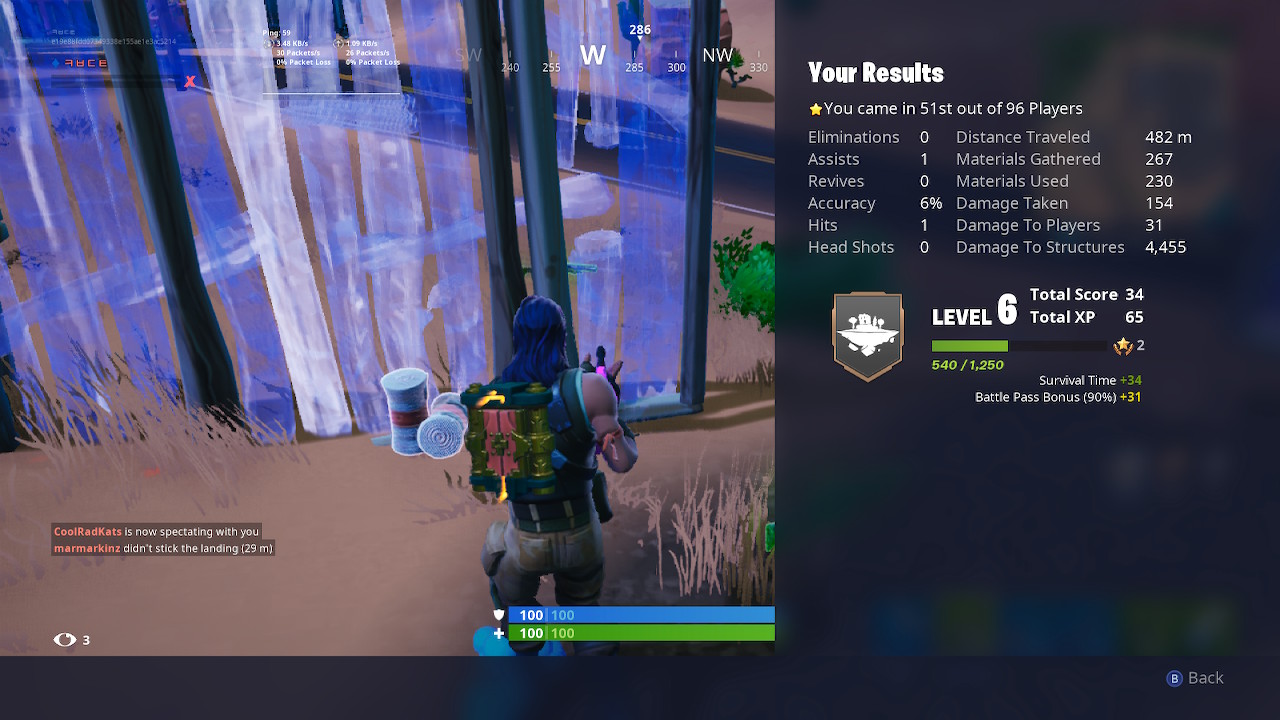 Ping: 59
3.48 KB/s 1.09 KB/s
30 Packets/s 26 Packets/s
0% Packet Loss 0% Packet Loss
286
SW 240 255 W 285 300 NW 330
Your Results
You came in 51st out of 96 Players
Eliminations 0 Distance Traveled 482 m
Assists 1 Materials Gathered 267
Revives 0 Materials Used 230
Accuracy 6% Damage Taken 154
Hits 1 Damage To Players 31
Head Shots 0 Damage To Structures 4,455
LEVEL 6
Total Score 34
Total XP 65
2
540 / 1,250
Survival Time +34
Battle Pass Bonus (90%) +31
CoolRadKats is now spectating with you
marmarkinz didn't stick the landing (29 m)
100 100
100 100
3
B Back